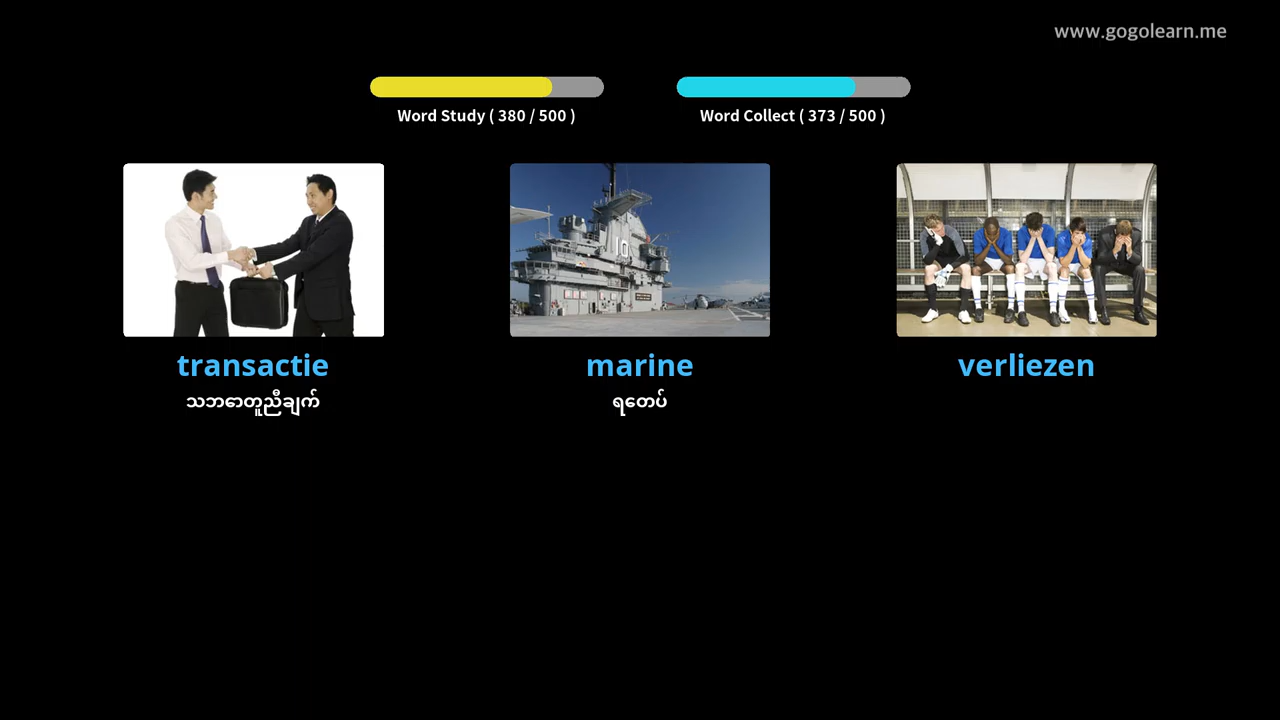 www.gogolearn.me
Word Study ( 380 / 500 )
Word Collect ( 373 / 500 )
10
transactie
marine
verliezen
သဘောတူညီချက်
ရေတပ်